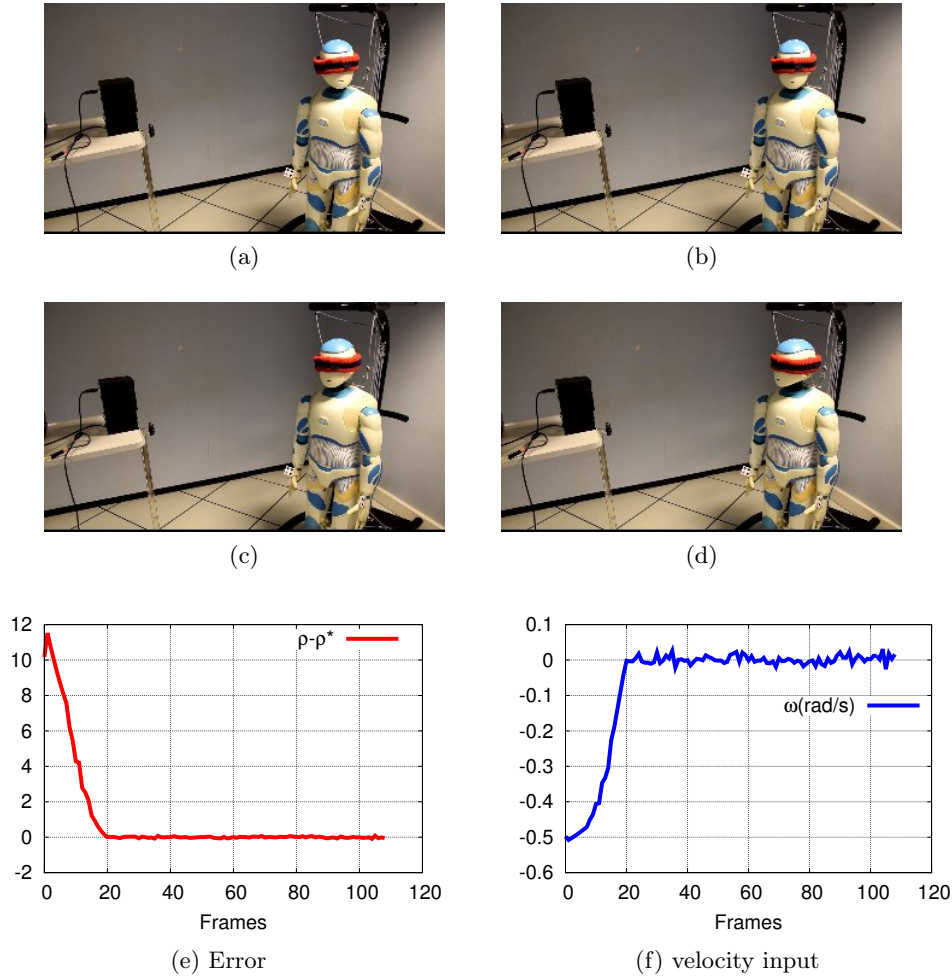 (a)
(b)
(c)
(d)
12
10
8
6
4
2
0
-2
0 20 40 60 80 100 120
Frames
ρ-ρ*
(e) Error
0.1
0
-0.1
-0.2
-0.3
-0.4
-0.5
-0.6
0 20 40 60 80 100 120
Frames
ω(rad/s)
(f) velocity input